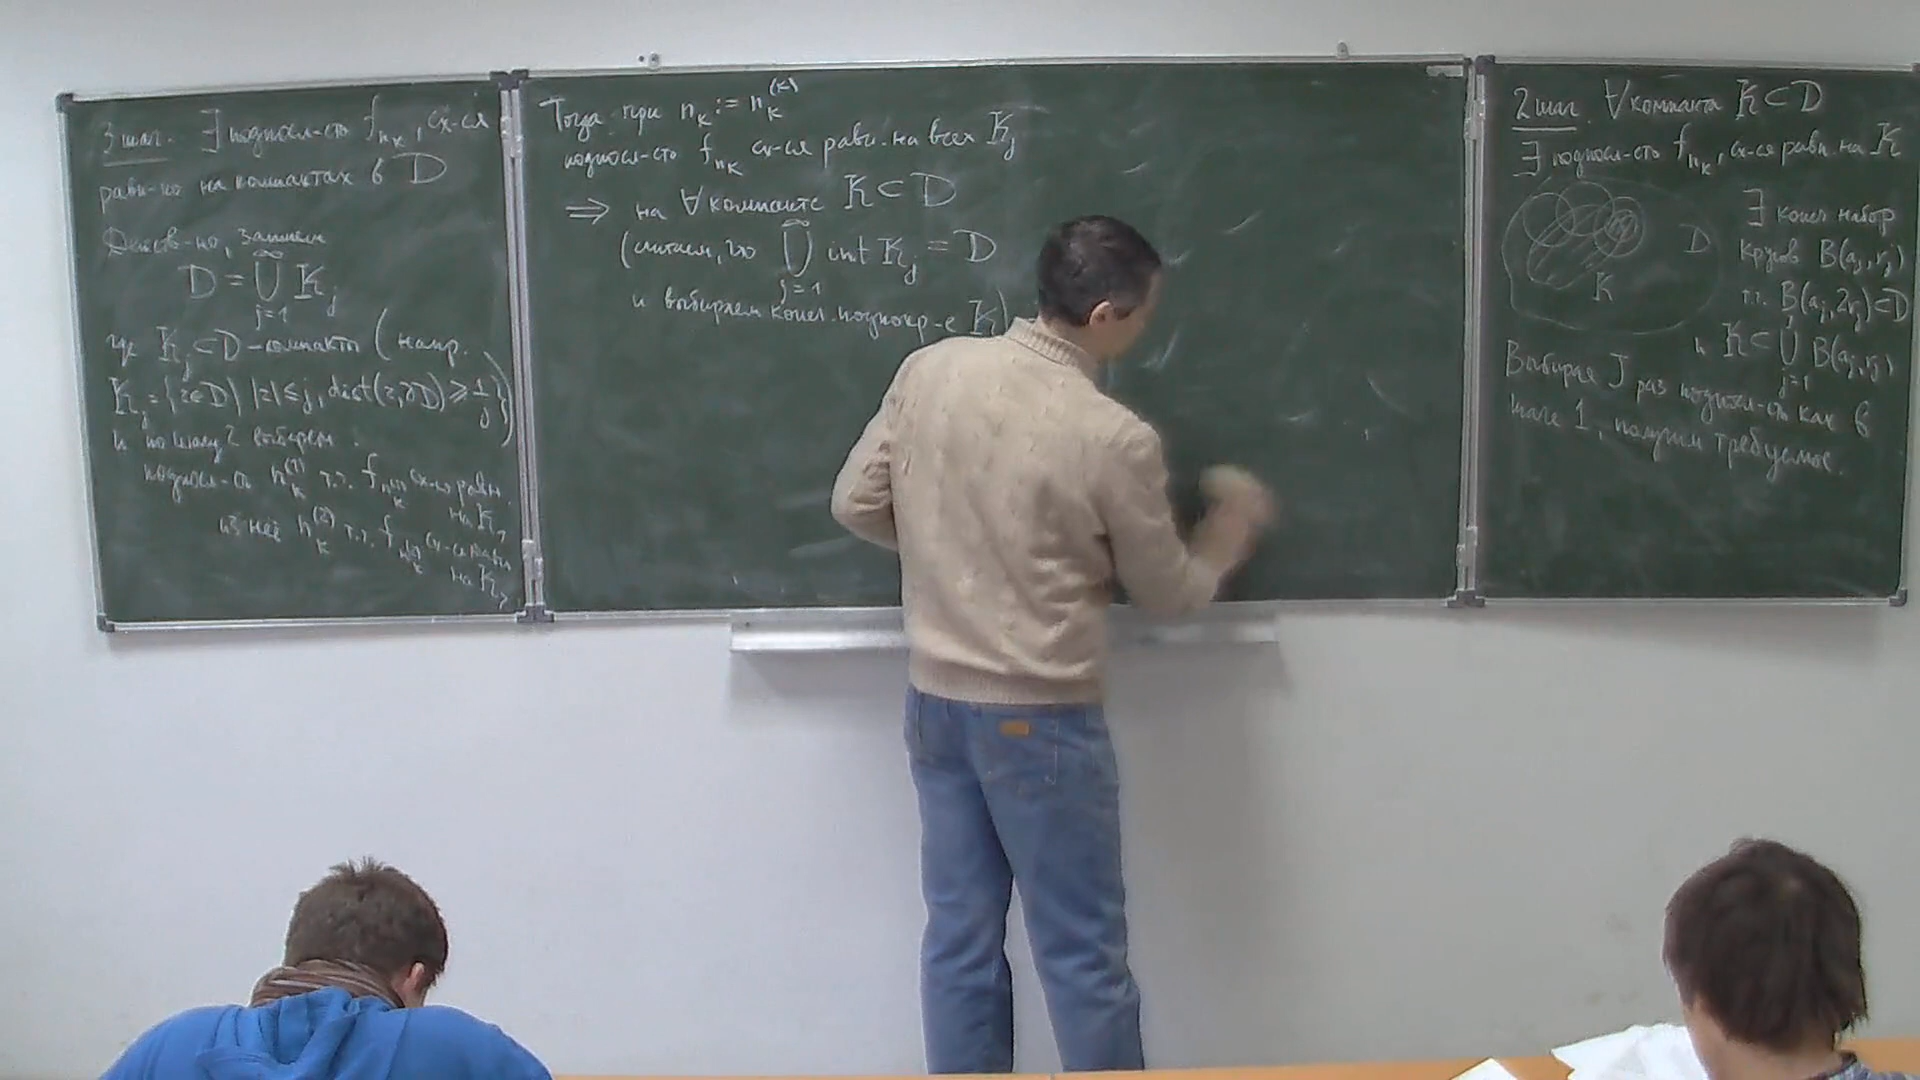 3 шаг. ∃ подпосл-сть f_{n_k}, сх-ся
равн-но на компактах в D
Действ-но, запишем
D = ⋃_{j=1}^∞ K_j
где K_j ⊂ D - компакты (напр.
K_j = {z∈D | |z| ≤ j, dist(z,∂D) ≥ 1/j})
и по шагу 2 выберем
подпосл-ти n_k^{(1)} т.ч. f_{n_k^{(1)}} сх-ся равн.
на K_1
из неё n_k^{(2)} т.ч. f_{n_k^{(2)}} сх-ся равн
на K_2
Тогда при n_k := n_k^{(k)}
подпосл-сть f_{n_k} сх-ся равн. на всех K_j
⇒ на ∀ компакте K ⊂ D
(считаем, что ⋃_{j=1}^∞ int K_j = D
и выбираем конеч. подпокр-е K)
2 шаг. ∀ компакта K ⊂ D
∃ подпосл-сть f_{n_k}, сх-ся равн. на K
D
K
∃ конеч набор
кругов B(a_j, r_j)
т.ч. B(a_j, 2r_j) ⊂ D
и K ⊂ ⋃_{j=1}^J B(a_j, r_j)
Выбирая J раз подпосл-ть как в
шаге 1, получим требуемое.